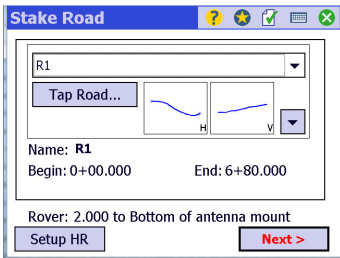 Stake Road
R1
Tap Road...
H V
Name: R1
Begin: 0+00.000 End: 6+80.000
Rover: 2.000 to Bottom of antenna mount
Setup HR Next >